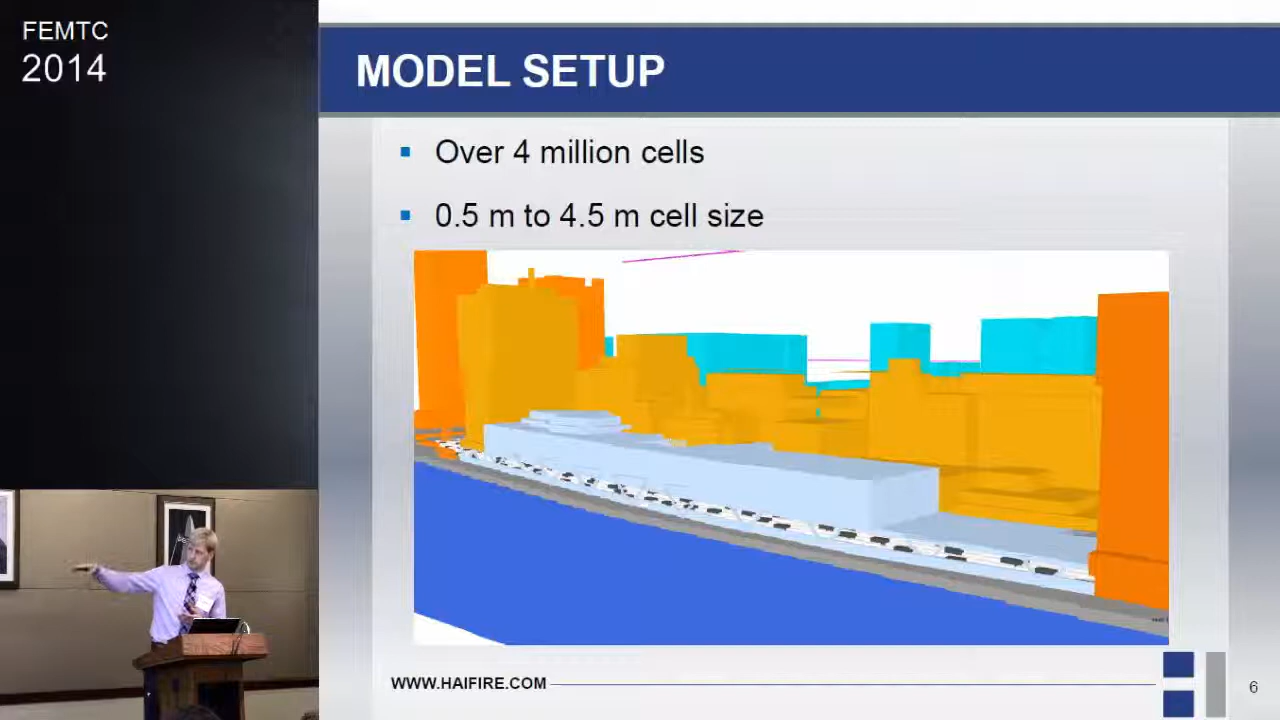 FEMTC
2014
MODEL SETUP
Over 4 million cells
0.5 m to 4.5 m cell size
WWW.HAIFIRE.COM
6